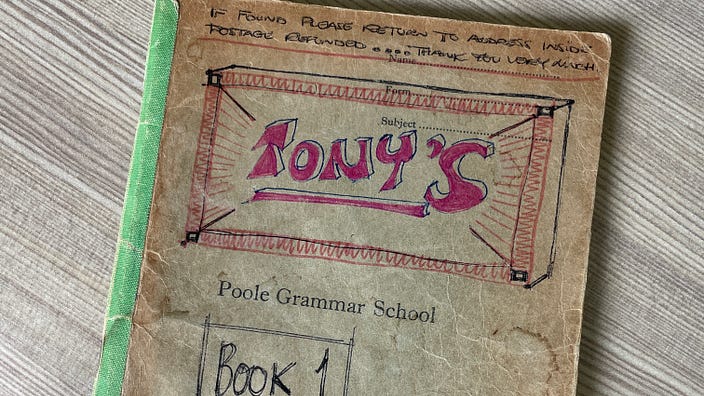 IF FOUND PLEASE RETURN TO ADDRESS INSIDE
POSTAGE REFUNDED .... THANK YOU VERY MUCH.
Name
Form
Subject
TONY'S
Poole Grammar School
BOOK 1